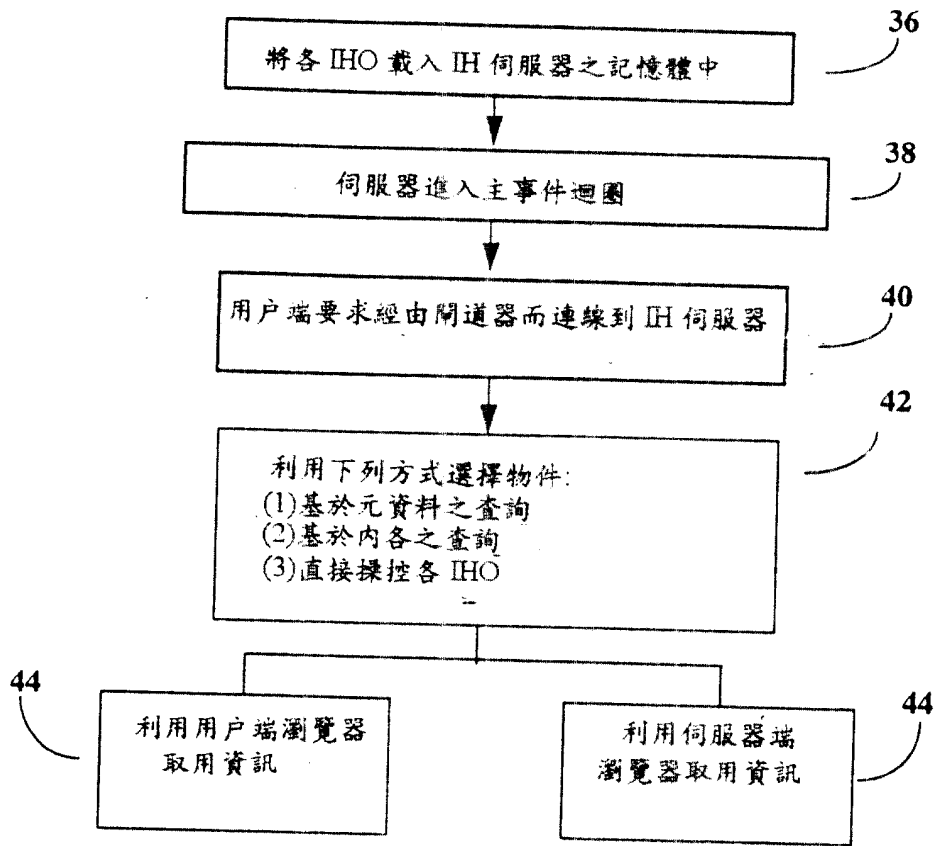 36
將各 IHO 載入 IH 伺服器之記憶體中
38
伺服器進入主事件迴圈
40
用户端要求經由閘道器而連線到 IH 伺服器
42
利用下列方式選擇物件:
(1)基於元資料之查詢
(2)基於內各之查詢
(3)直接操控各 IHO
44
利用用户端瀏覽器
取用資訊
44
利用伺服器端
瀏覽器取用資訊